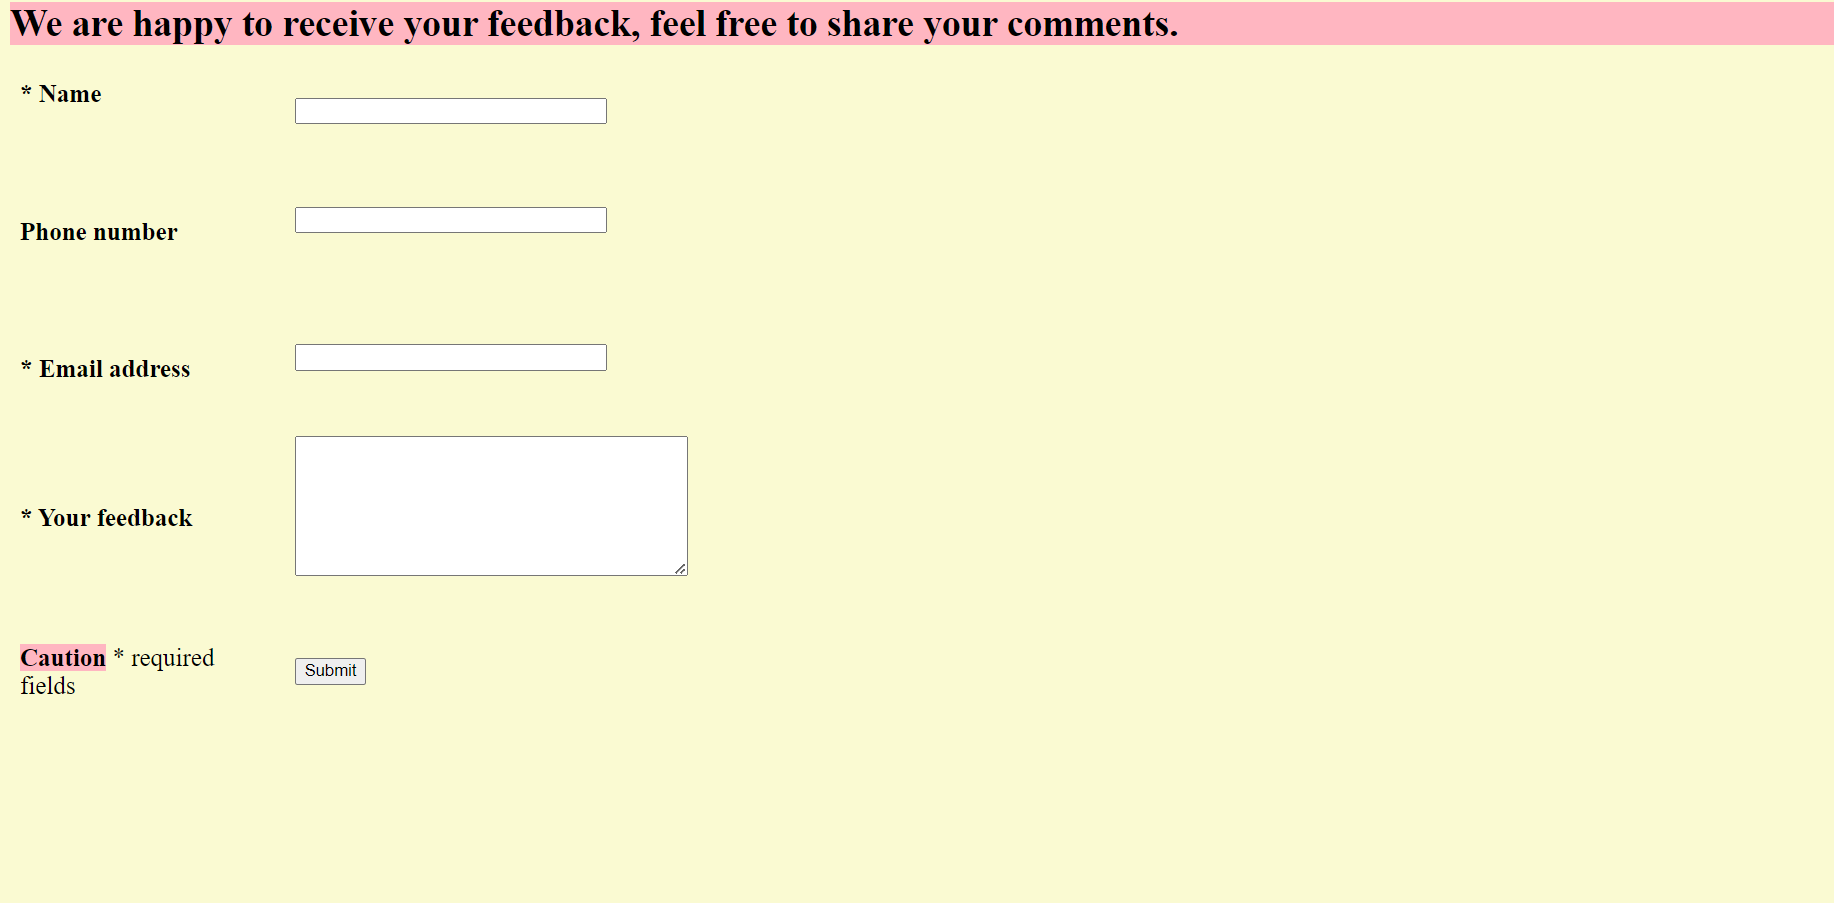 We are happy to receive your feedback, feel free to share your comments.
* Name
Phone number
* Email address
* Your feedback
Caution * required
fields
Submit